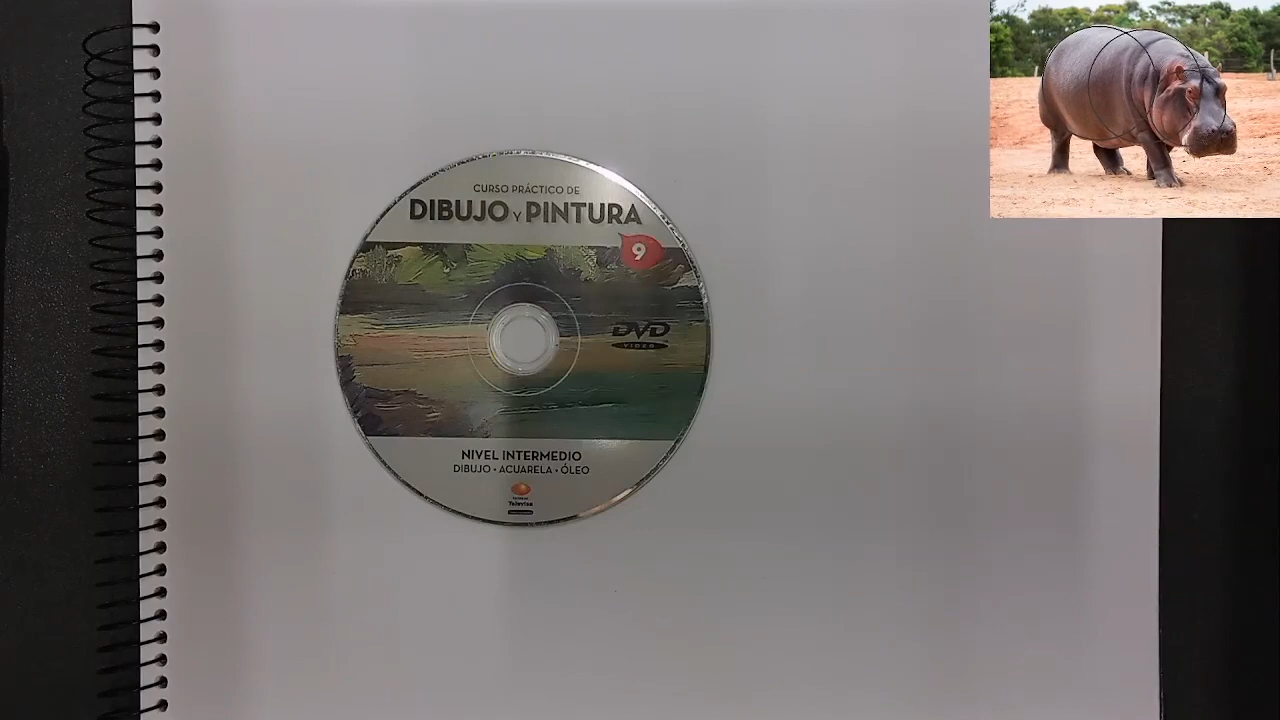 CURSO PRÁCTICO DE
DIBUJO Y PINTURA
9
DVD
VIDEO
NIVEL INTERMEDIO
DIBUJO • ACUARELA • ÓLEO
Televisa